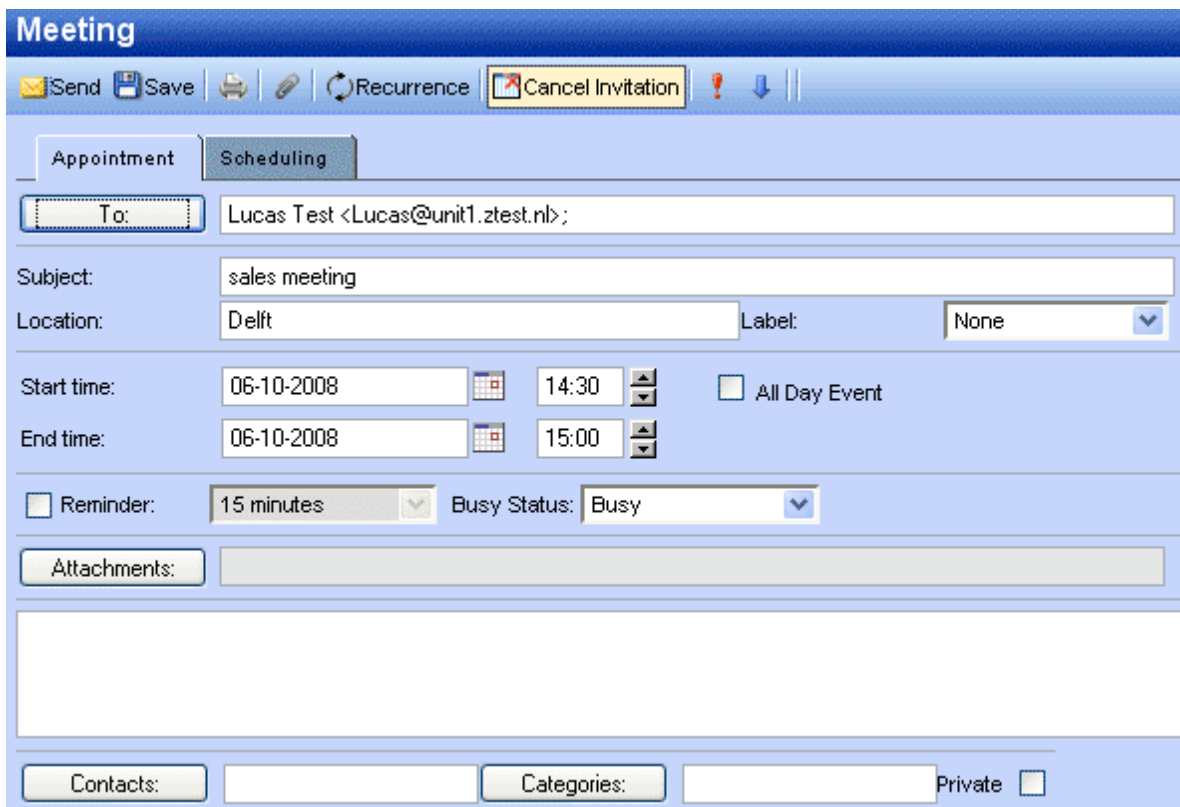 Meeting
Send Save Recurrence Cancel Invitation
Appointment Scheduling
To: Lucas Test <Lucas@unit1.ztest.nl>;
Subject: sales meeting
Location: Delft Label: None
Start time: 06-10-2008 14:30 All Day Event
End time: 06-10-2008 15:00
Reminder: 15 minutes Busy Status: Busy
Attachments:
Contacts: Categories: Private